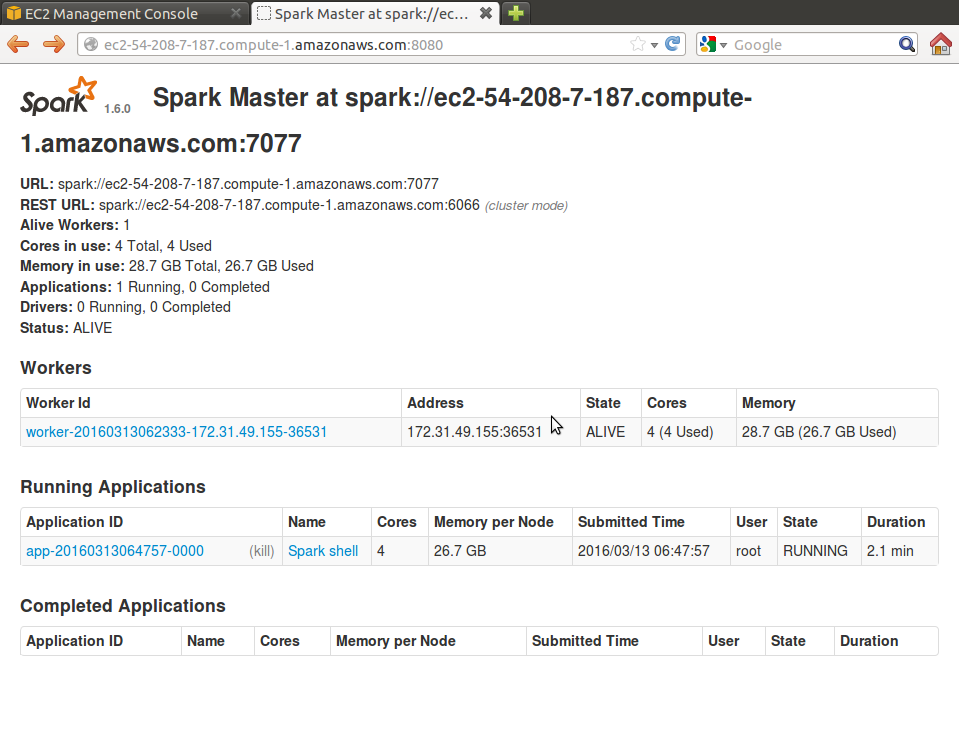 EC2 Management Console
Spark Master at spark://ec...
ec2-54-208-7-187.compute-1.amazonaws.com:8080
Google
Spark 1.6.0
Spark Master at spark://ec2-54-208-7-187.compute-
1.amazonaws.com:7077
URL: spark://ec2-54-208-7-187.compute-1.amazonaws.com:7077
REST URL: spark://ec2-54-208-7-187.compute-1.amazonaws.com:6066 (cluster mode)
Alive Workers: 1
Cores in use: 4 Total, 4 Used
Memory in use: 28.7 GB Total, 26.7 GB Used
Applications: 1 Running, 0 Completed
Drivers: 0 Running, 0 Completed
Status: ALIVE
Workers
Worker Id Address State Cores Memory
worker-20160313062333-172.31.49.155-36531 172.31.49.155:36531 ALIVE 4 (4 Used) 28.7 GB (26.7 GB Used)
Running Applications
Application ID Name Cores Memory per Node Submitted Time User State Duration
app-20160313064757-0000 (kill) Spark shell 4 26.7 GB 2016/03/13 06:47:57 root RUNNING 2.1 min
Completed Applications
Application ID Name Cores Memory per Node Submitted Time User State Duration